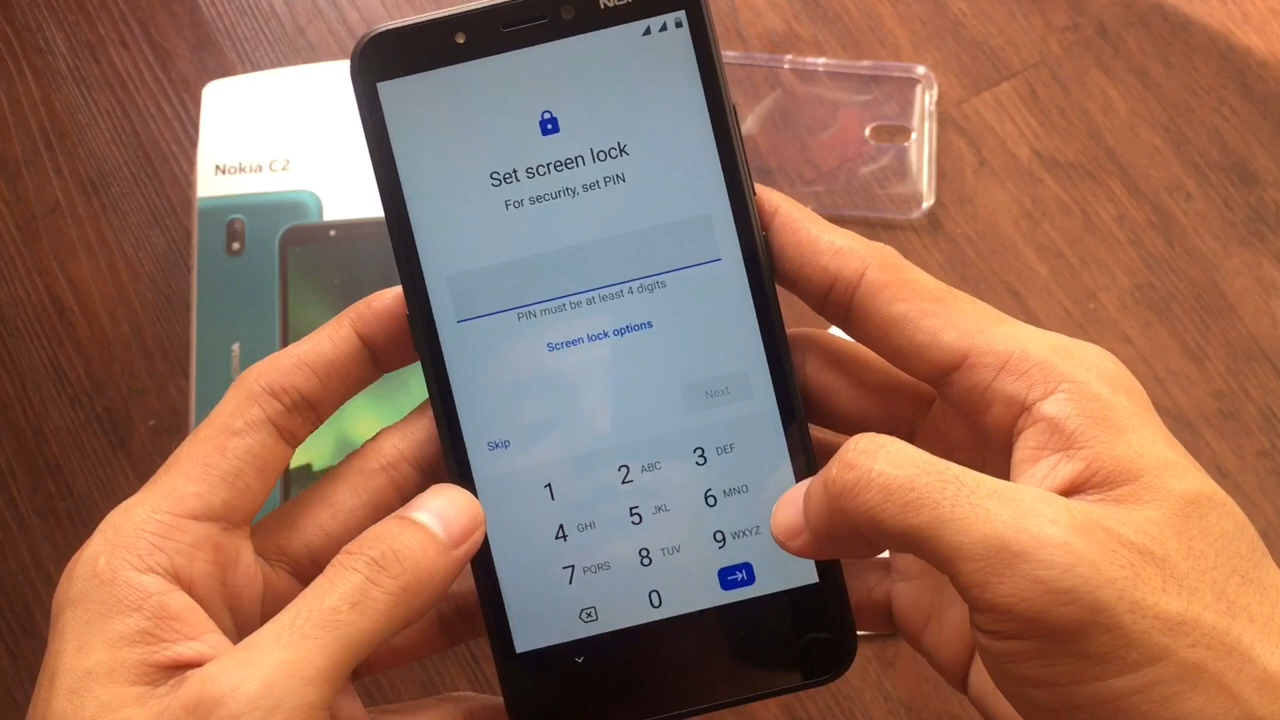 Nokia C2
Set screen lock
For security, set PIN
PIN must be at least 4 digits
Screen lock options
Next
Skip
1
2 ABC
3 DEF
4 GHI
5 JKL
6 MNO
7 PQRS
8 TUV
9 WXYZ
0